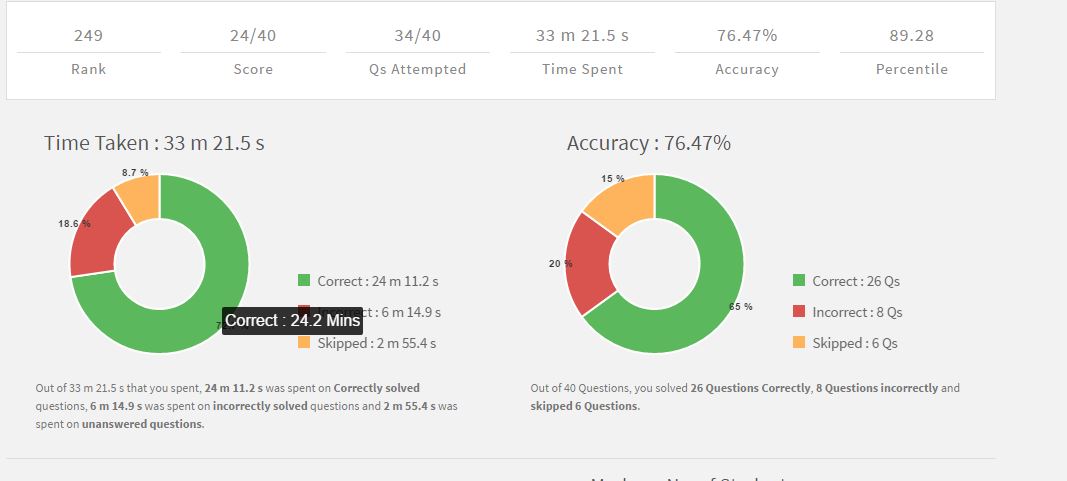 249 24/40 34/40 33 m 21.5 s 76.47% 89.28
Rank Score Qs Attempted Time Spent Accuracy Percentile
Time Taken : 33 m 21.5 s
8.7 %
18.6 %
Correct : 24 m 11.2 s
Incorrect : 6 m 14.9 s
Correct : 24.2 Mins
Skipped : 2 m 55.4 s
Out of 33 m 21.5 s that you spent, 24 m 11.2 s was spent on Correctly solved
questions, 6 m 14.9 s was spent on incorrectly solved questions and 2 m 55.4 s was
spent on unanswered questions.
Accuracy : 76.47%
15 %
20 %
65 %
Correct : 26 Qs
Incorrect : 8 Qs
Skipped : 6 Qs
Out of 40 Questions, you solved 26 Questions Correctly, 8 Questions incorrectly and
skipped 6 Questions.